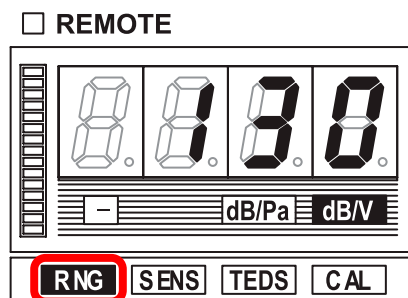 REMOTE
130
– dB/Pa dB/V
RNG SENS TEDS CAL